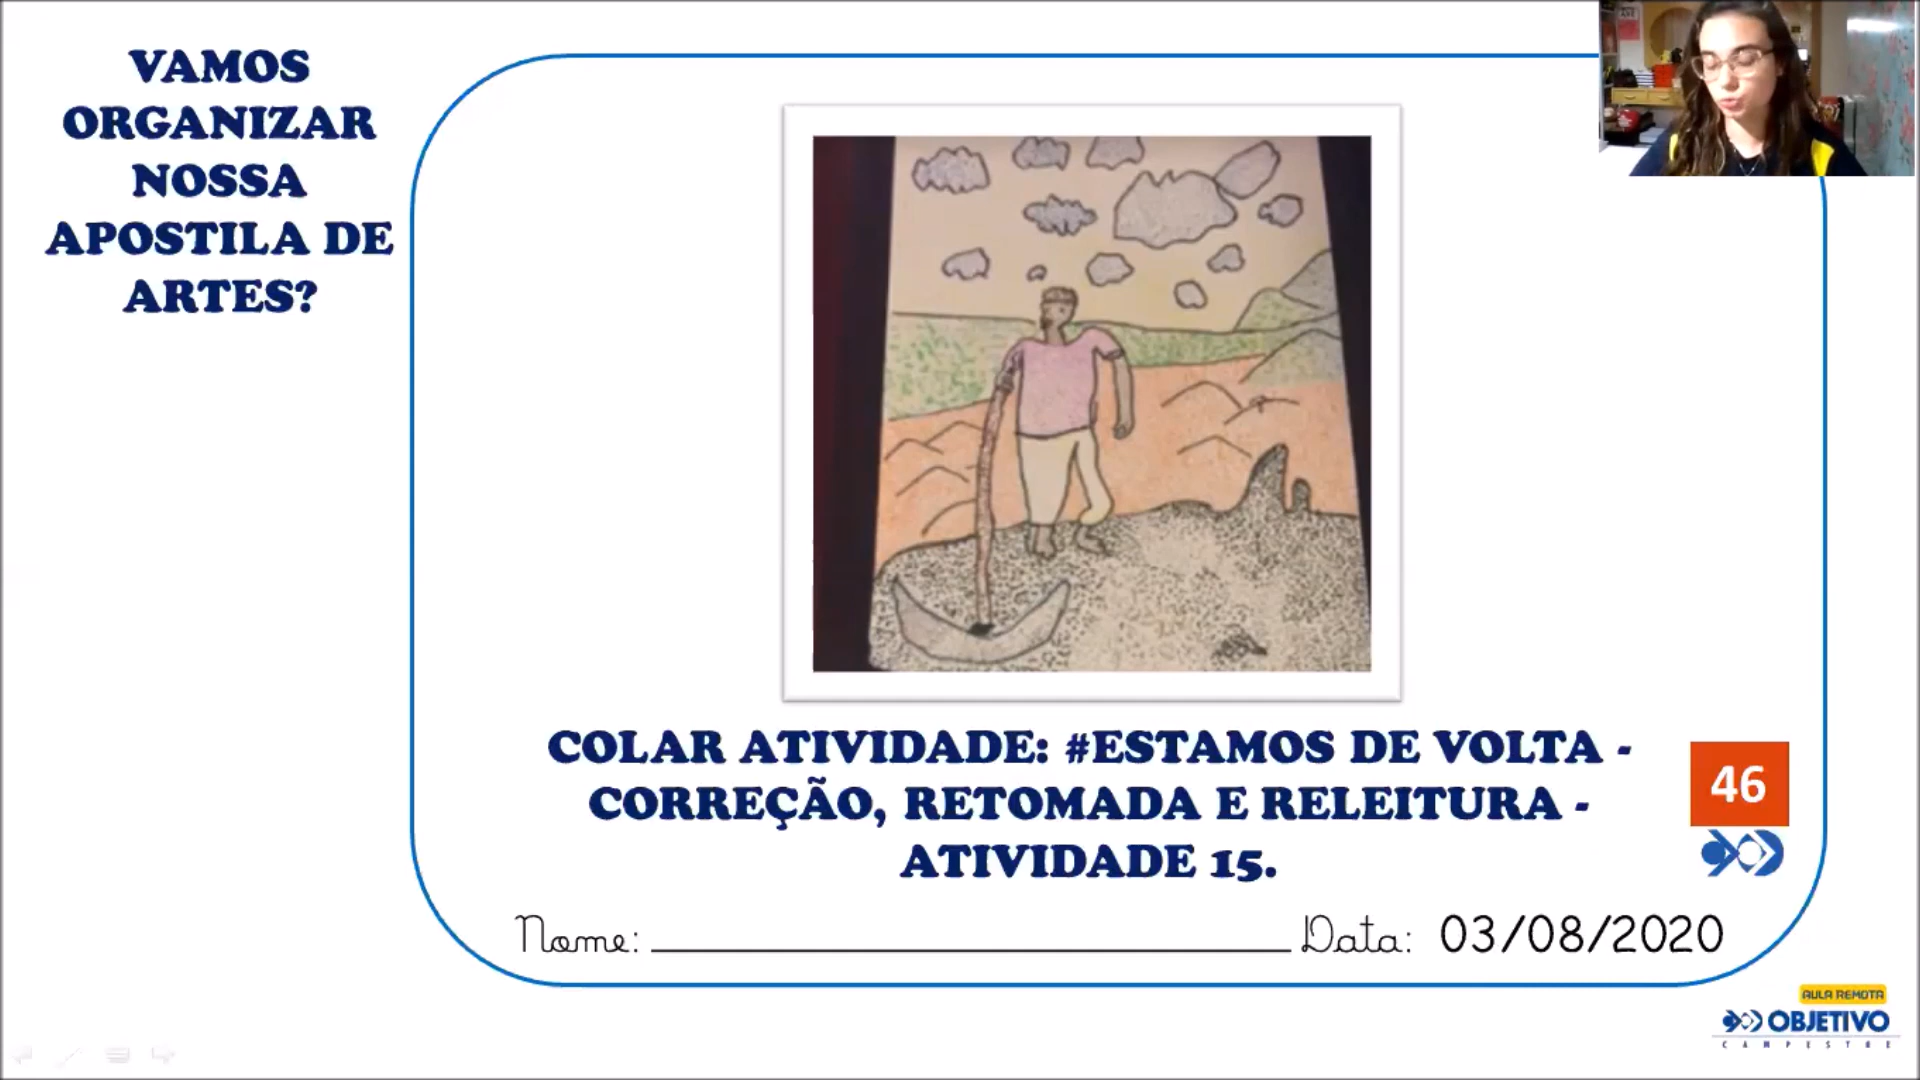 VAMOS
ORGANIZAR
NOSSA
APOSTILA DE
ARTES?
COLAR ATIVIDADE: #ESTAMOS DE VOLTA -
CORREÇÃO, RETOMADA E RELEITURA -
ATIVIDADE 15.
46
Nome: Data: 03/08/2020
AULA REMOTA
OBJETIVO
CAMPESTRE